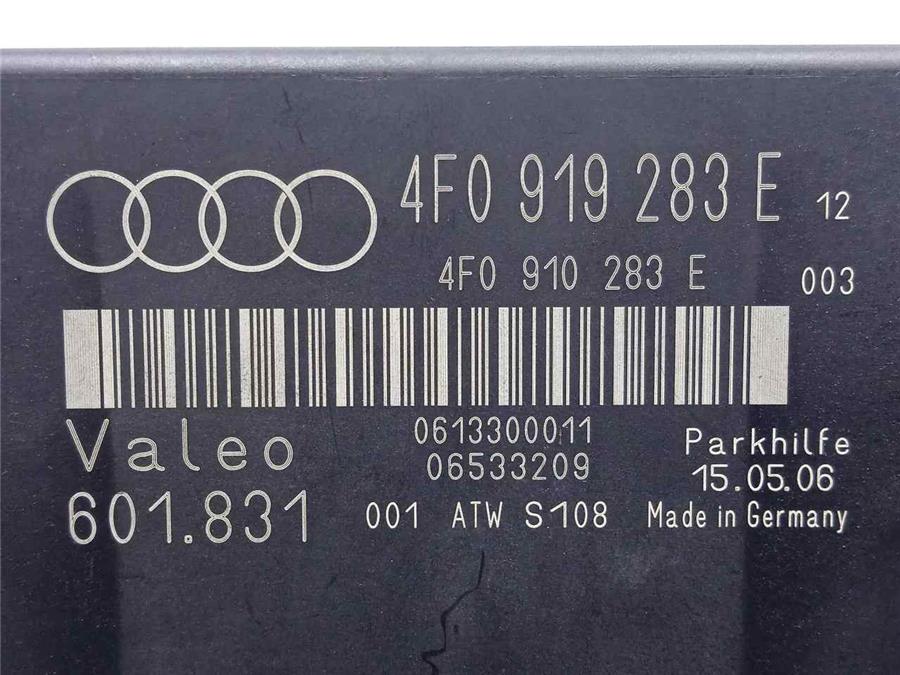 4F0 919 283 E 12
4F0 910 283 E 003
Valeo 0613300011 Parkhilfe
06533209 15.05.06
601.831 001 ATW S108 Made in Germany